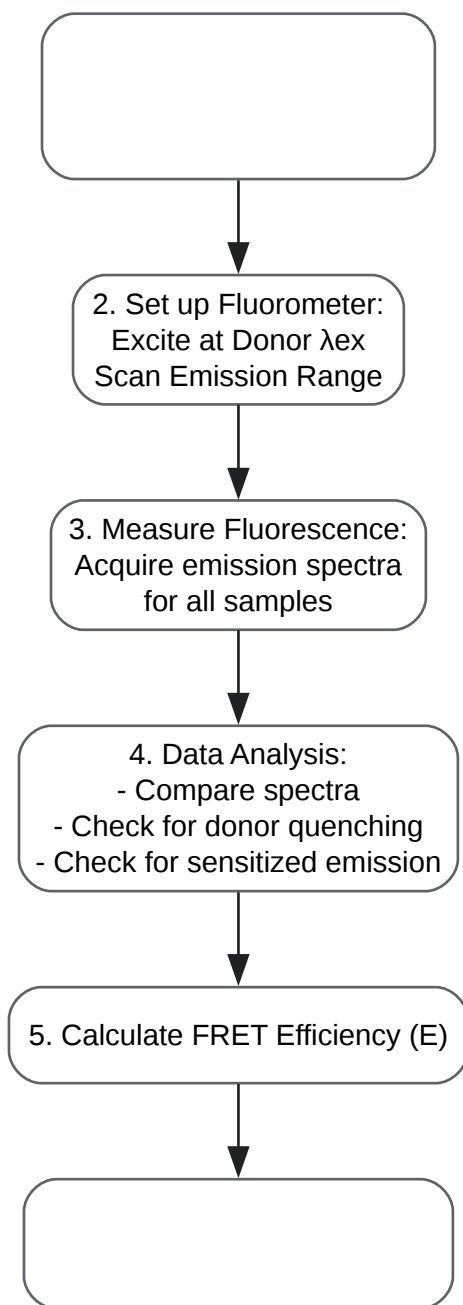 2. Set up Fluorometer:
Excite at Donor λex
Scan Emission Range
3. Measure Fluorescence:
Acquire emission spectra
for all samples
4. Data Analysis:
- Compare spectra
- Check for donor quenching
- Check for sensitized emission
5. Calculate FRET Efficiency (E)